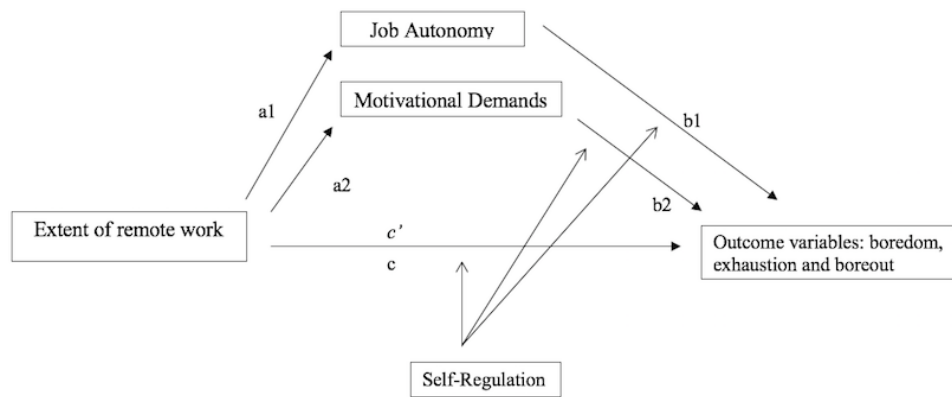 Job Autonomy
Motivational Demands
a1
b1
a2
b2
Extent of remote work
c'
c
Outcome variables: boredom,
exhaustion and boreout
Self-Regulation